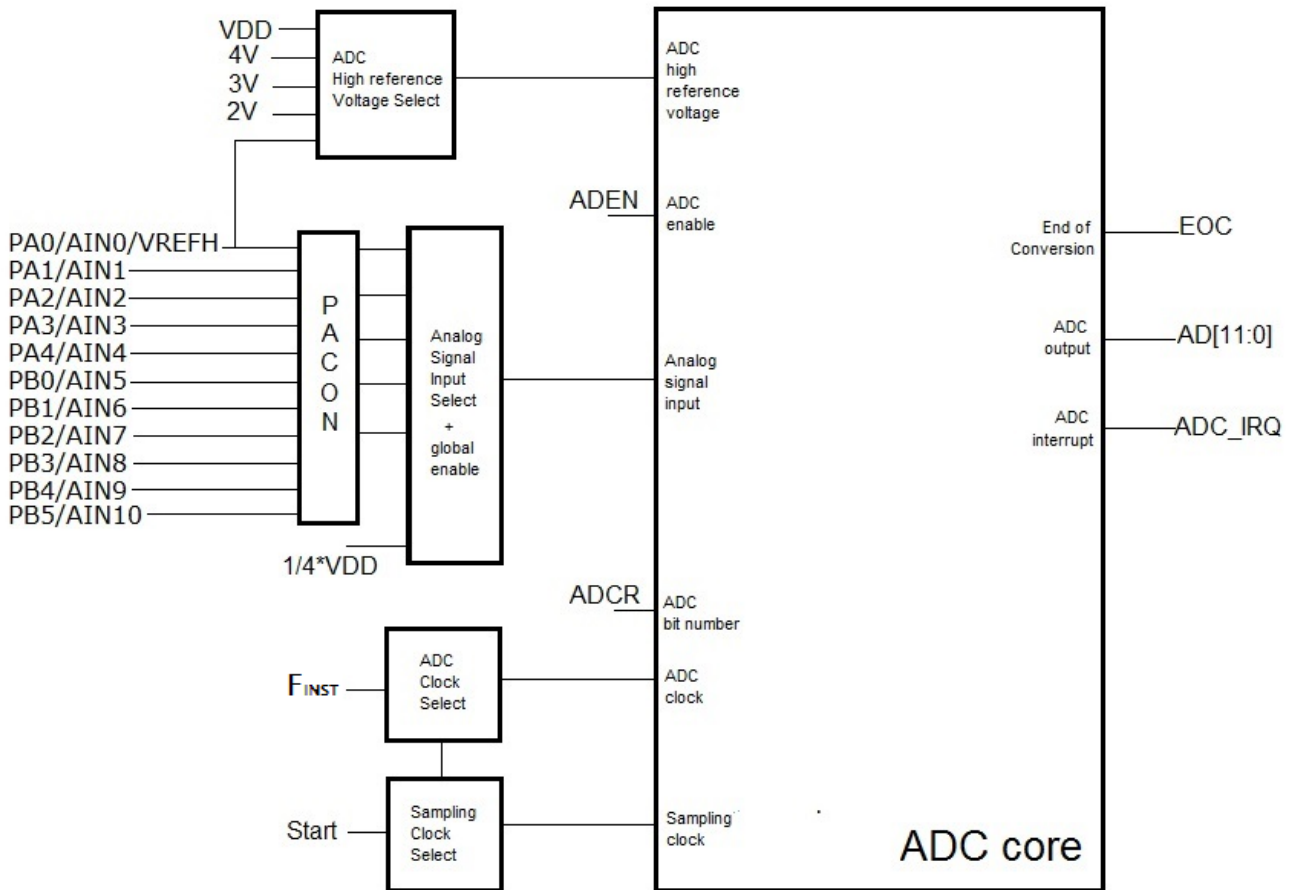 VDD
4V
3V
2V
ADC
High reference
Voltage Select
ADC
high
reference
voltage
ADEN
ADC
enable
PA0/AIN0/VREFH
PA1/AIN1
PA2/AIN2
PA3/AIN3
PA4/AIN4
PB0/AIN5
PB1/AIN6
PB2/AIN7
PB3/AIN8
PB4/AIN9
PB5/AIN10
P
A
C
O
N
Analog
Signal
Input
Select
+
global
enable
1/4*VDD
Analog
signal
input
End of
Conversion
EOC
ADC
output
AD[11:0]
ADC
interrupt
ADC_IRQ
ADCR
ADC
bit number
FINST
ADC
Clock
Select
ADC
clock
Start
Sampling
Clock
Select
Sampling
clock
ADC core